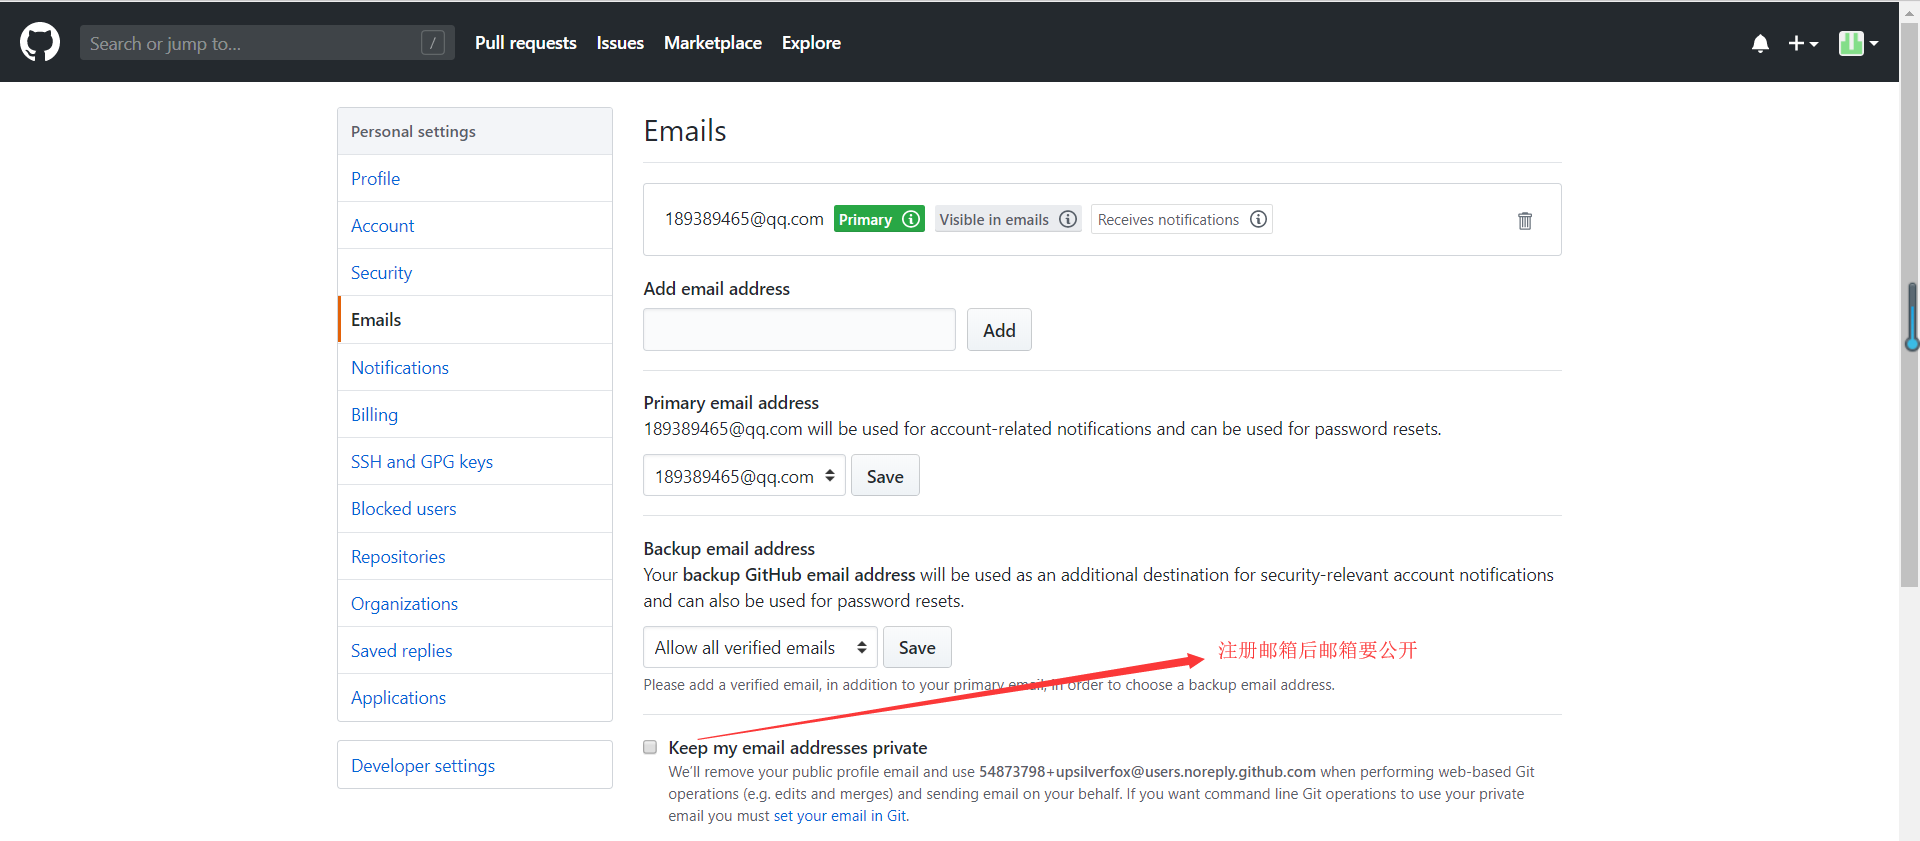 Search or jump to...
/
Pull requests
Issues
Marketplace
Explore
Personal settings
Profile
Account
Security
Emails
Notifications
Billing
SSH and GPG keys
Blocked users
Repositories
Organizations
Saved replies
Applications
Developer settings
Emails
189389465@qq.com Primary Visible in emails Receives notifications
Add email address
Add
Primary email address
189389465@qq.com will be used for account-related notifications and can be used for password resets.
189389465@qq.com Save
Backup email address
Your backup GitHub email address will be used as an additional destination for security-relevant account notifications
and can also be used for password resets.
Allow all verified emails Save
注册邮箱后邮箱要公开
Please add a verified email, in addition to your primary email, in order to choose a backup email address.
Keep my email addresses private
We'll remove your public profile email and use 54873798+upsilverfox@users.noreply.github.com when performing web-based Git
operations (e.g. edits and merges) and sending email on your behalf. If you want command line Git operations to use your private
email you must set your email in Git.